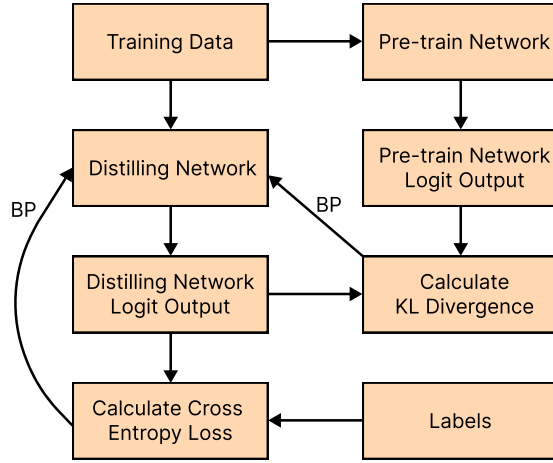 Training Data
Pre-train Network
Distilling Network
Pre-train Network
Logit Output
BP
BP
Distilling Network
Logit Output
Calculate
KL Divergence
Calculate Cross
Entropy Loss
Labels